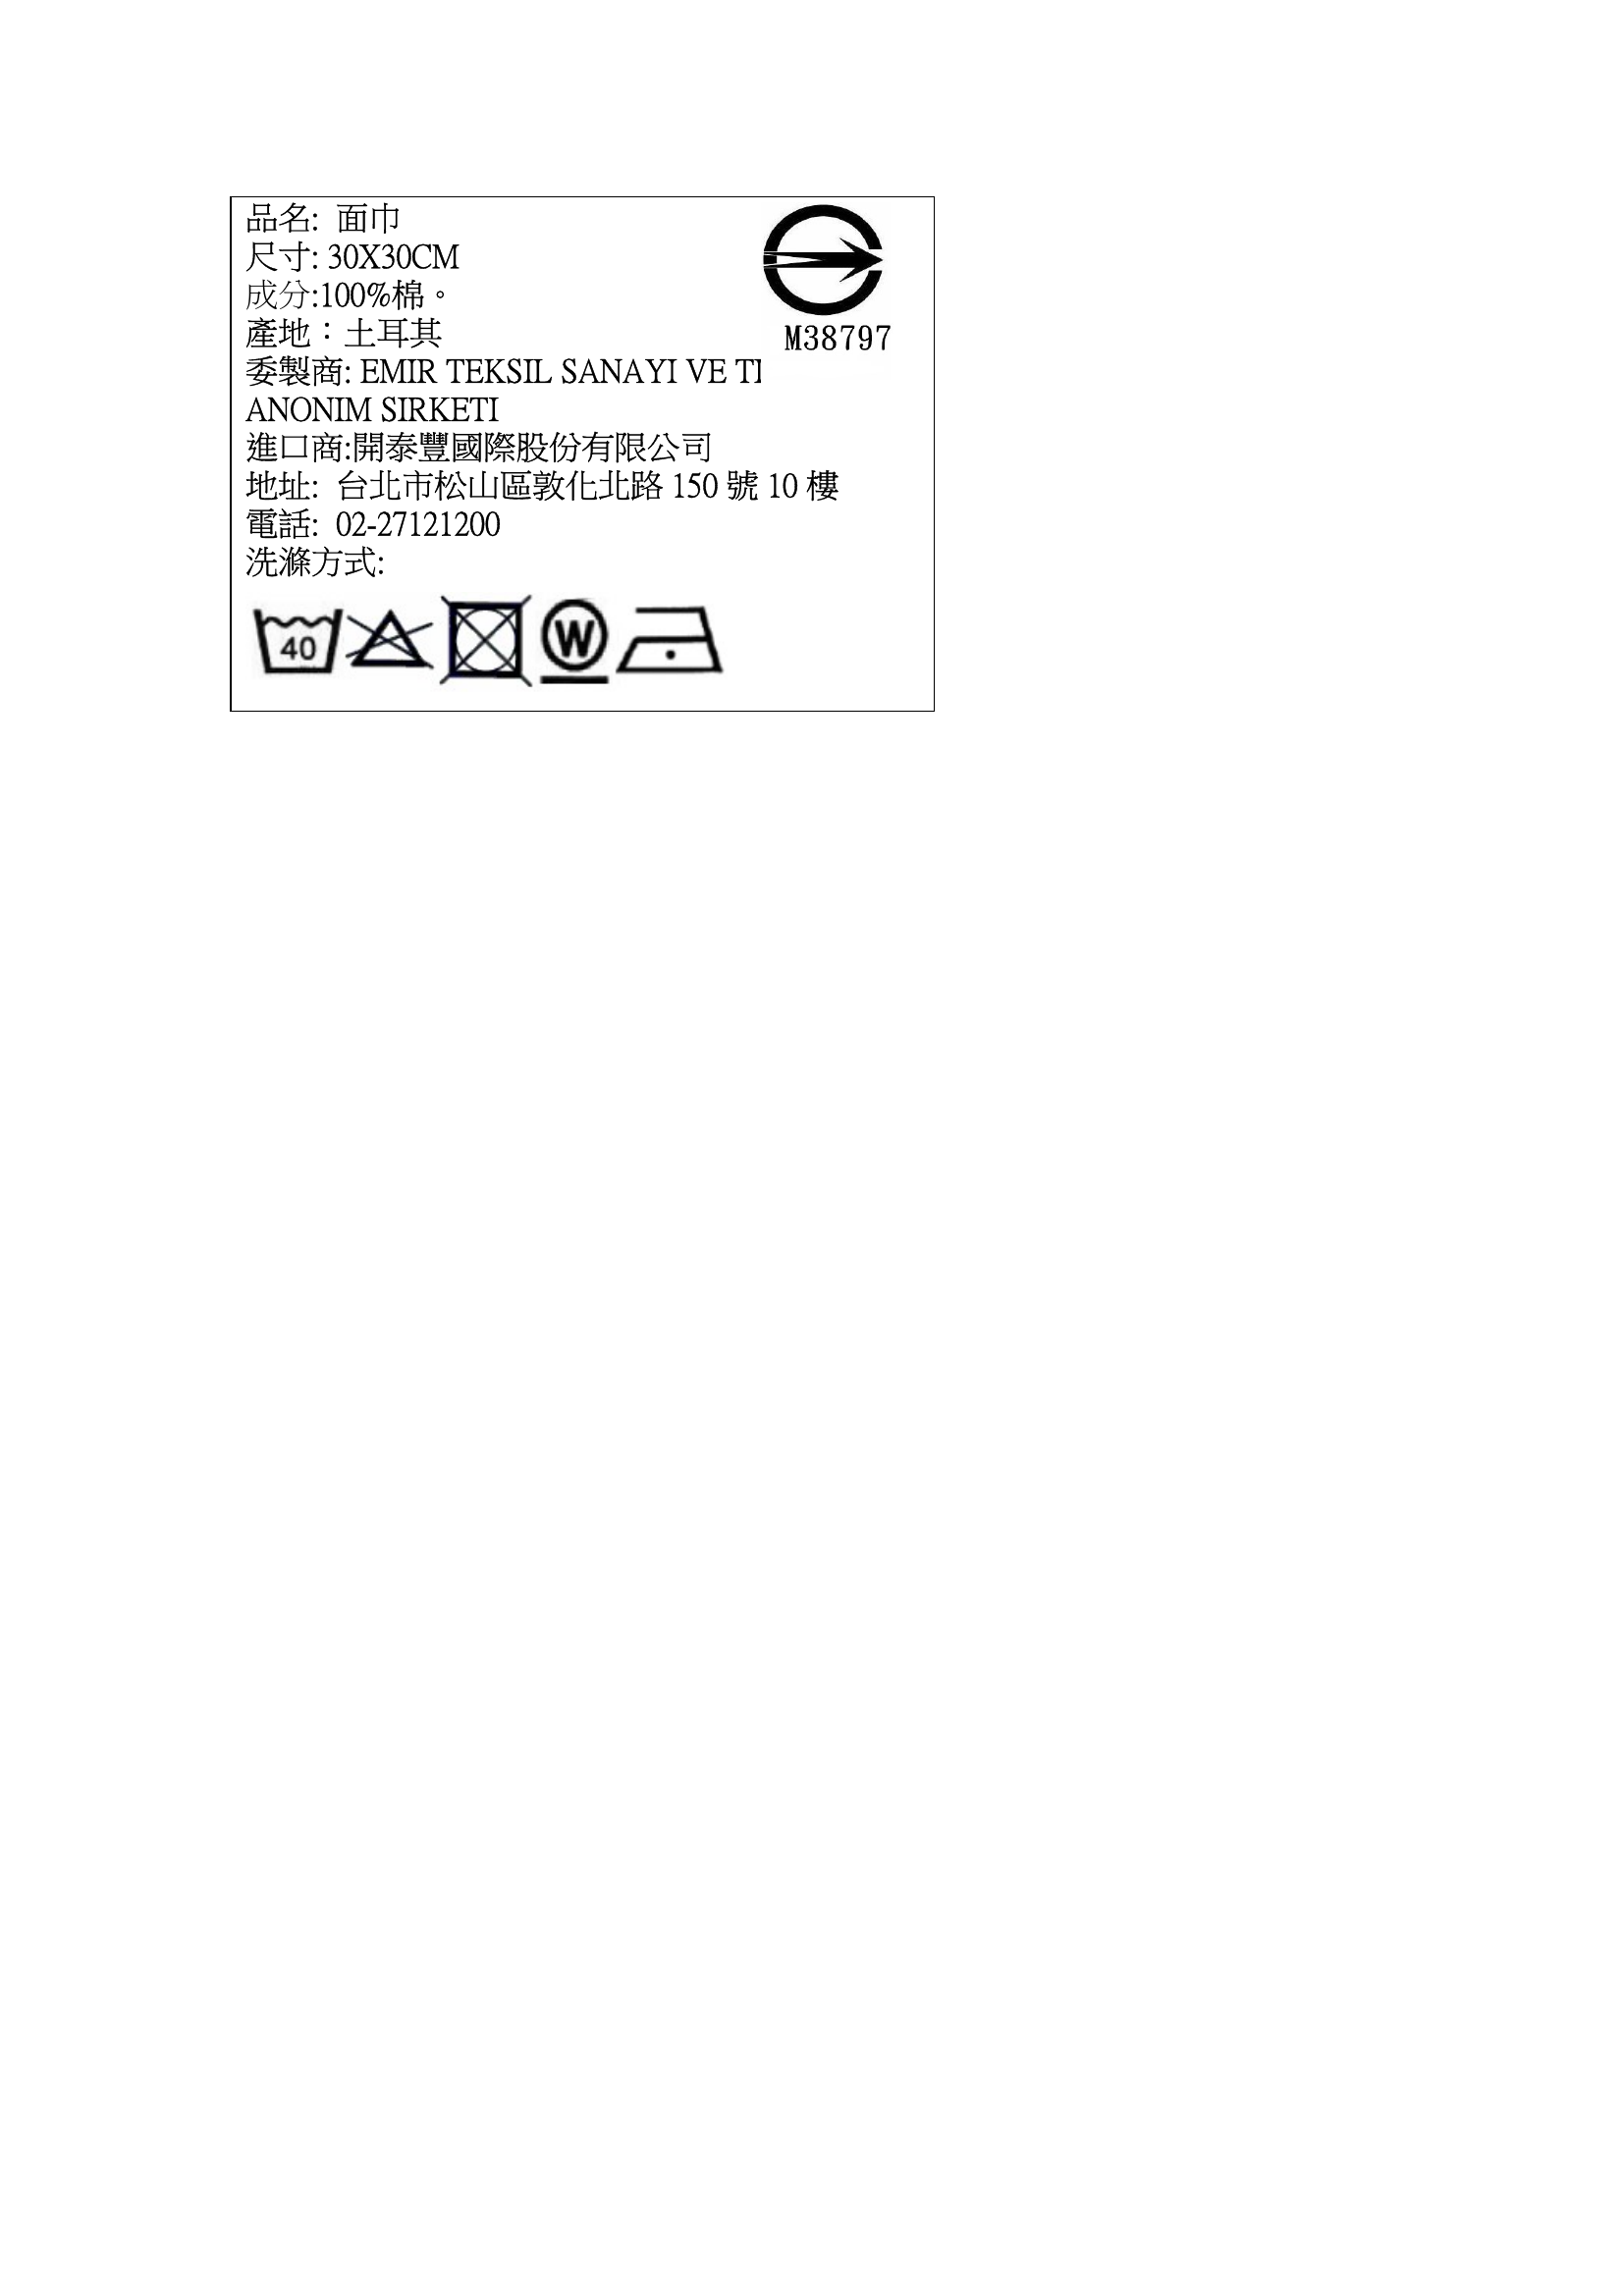 品名: 面巾
尺寸: 30X30CM
成分:100%棉。
產地：土耳其
M38797
委製商: EMIR TEKSIL SANAYI VE
ANONIM SIRKETI
進口商:開泰豐國際股份有限公司
地址: 台北市松山區敦化北路 150 號 10 樓
電話: 02-27121200
洗滌方式:
40
W